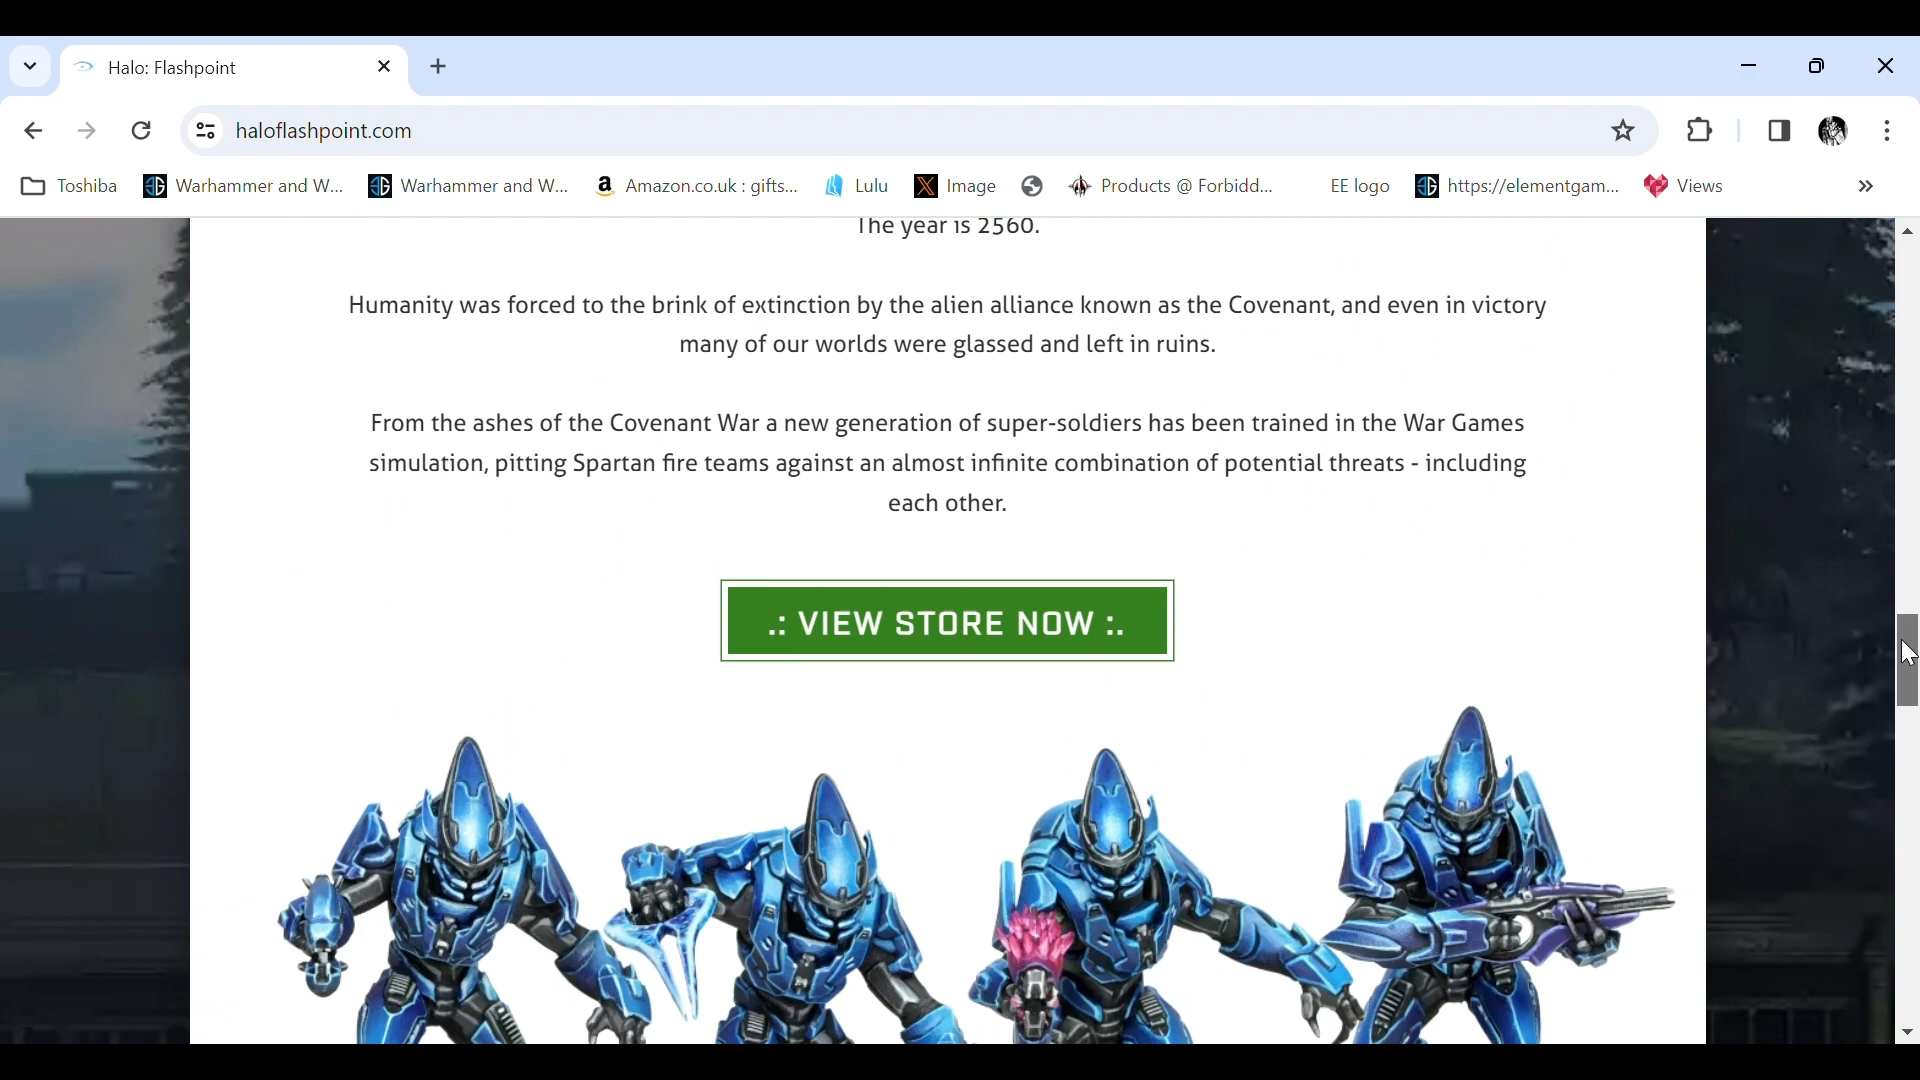 Halo: Flashpoint
haloflashpoint.com
Toshiba
Warhammer and W...
Warhammer and W...
Amazon.co.uk : gifts...
Lulu
Image
Products @ Forbidd...
EE logo
https://elementgam...
Views
The year is 2560.
Humanity was forced to the brink of extinction by the alien alliance known as the Covenant, and even in victory
many of our worlds were glassed and left in ruins.
From the ashes of the Covenant War a new generation of super-soldiers has been trained in the War Games
simulation, pitting Spartan fire teams against an almost infinite combination of potential threats - including
each other.
.: VIEW STORE NOW :.